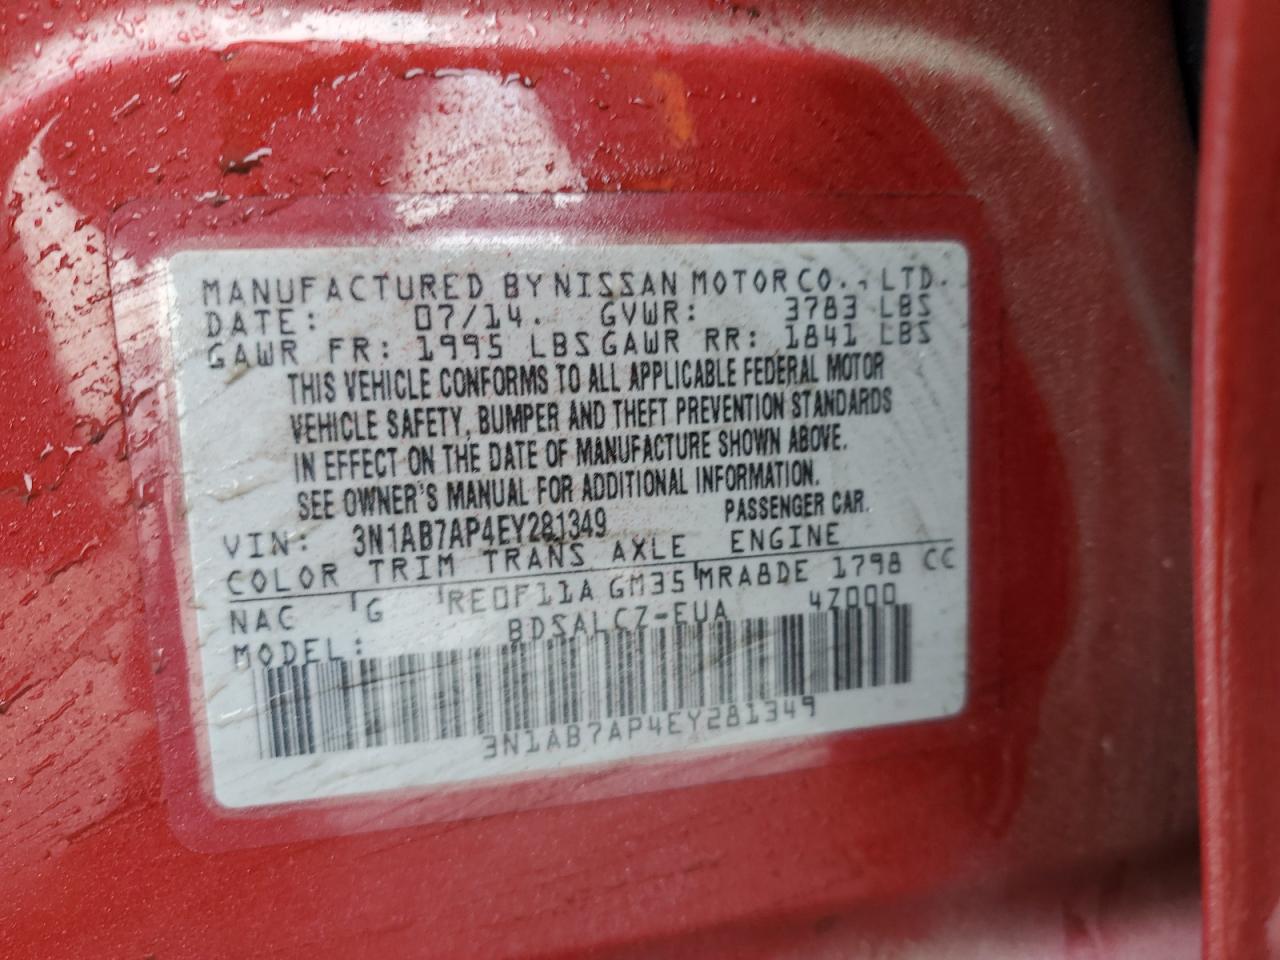 MANUFACTURED BY NISSAN MOTOR CO., LTD.
DATE: 07/14. GVWR: 3783 LBS
GAWR FR: 1995 LBS GAWR RR: 1841 LBS
THIS VEHICLE CONFORMS TO ALL APPLICABLE FEDERAL MOTOR
VEHICLE SAFETY, BUMPER AND THEFT PREVENTION STANDARDS
IN EFFECT ON THE DATE OF MANUFACTURE SHOWN ABOVE.
SEE OWNER'S MANUAL FOR ADDITIONAL INFORMATION.
VIN: 3N1AB7AP4EY281349 PASSENGER CAR.
COLOR TRIM TRANS AXLE ENGINE
NAC G RE0F11A GM35 MRA8DE 1798 CC
MODEL: BDSALCZ-EUA 4Z000
3N1AB7AP4EY281349